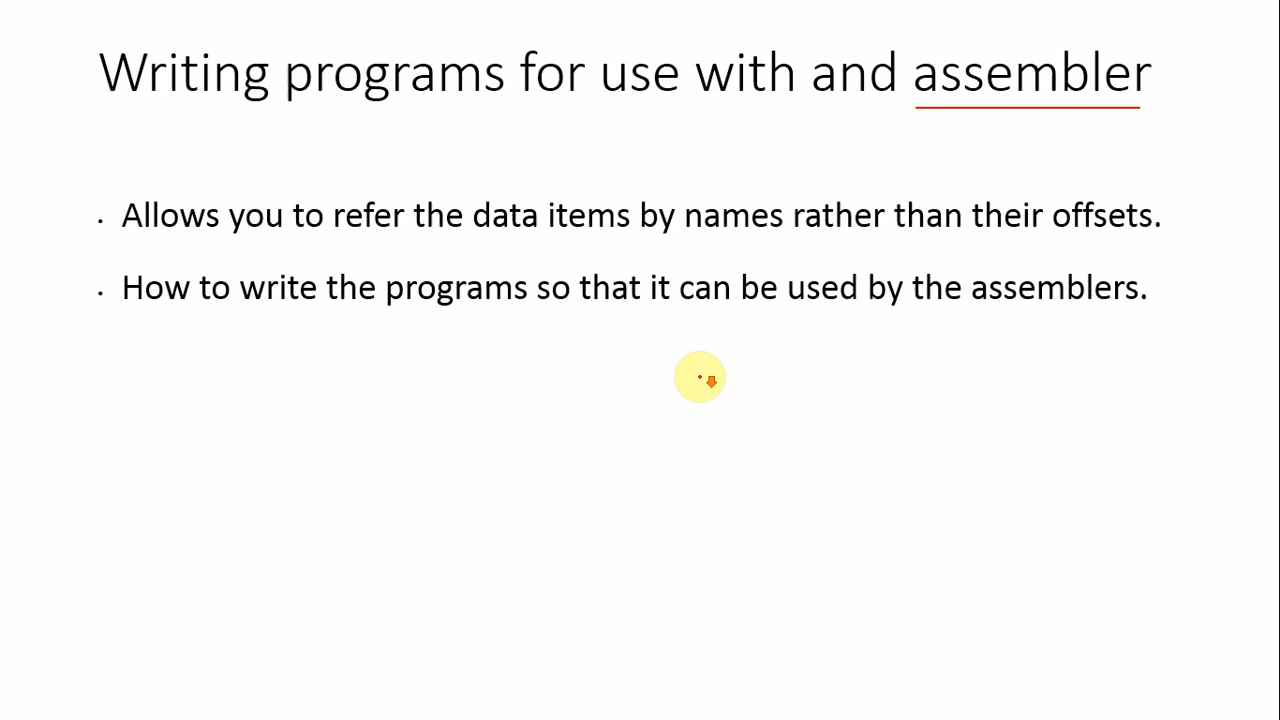 Writing programs for use with and assembler
· Allows you to refer the data items by names rather than their offsets.
· How to write the programs so that it can be used by the assemblers.